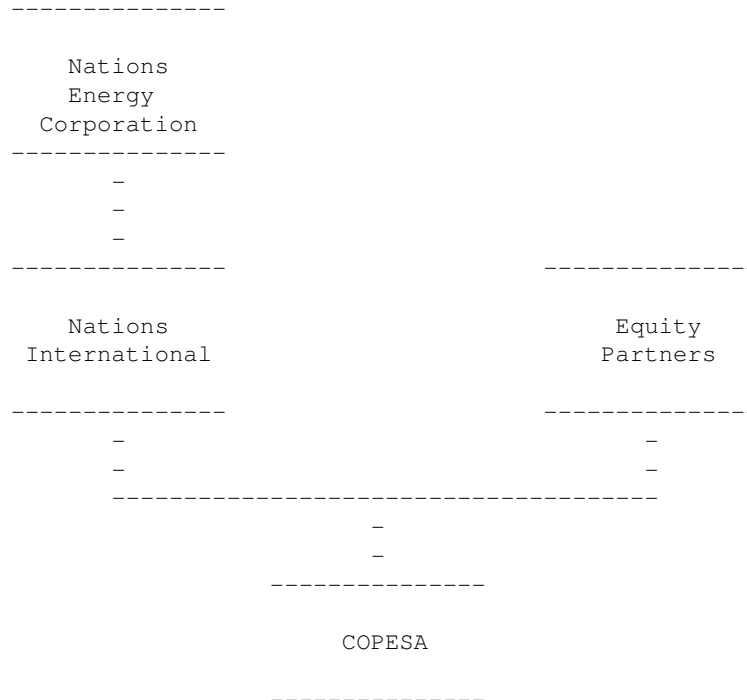 Nations
Energy
Corporation
Nations
International
Equity
Partners
COPESA